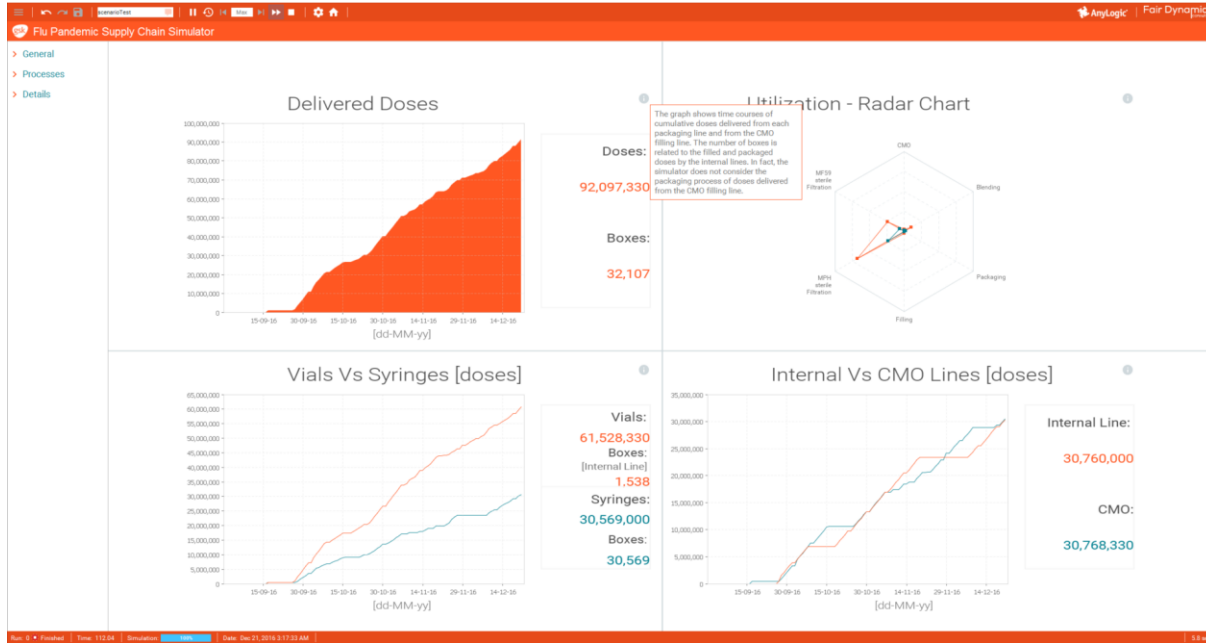 scenarioTest
Max
AnyLogic
Fair Dynamic
Flu Pandemic Supply Chain Simulator
General
Processes
Details
Delivered Doses
100,000,000
90,000,000
80,000,000
70,000,000
60,000,000
50,000,000
40,000,000
30,000,000
20,000,000
10,000,000
0
15-09-16 30-09-16 15-10-16 30-10-16 14-11-16 29-11-16 14-12-16
[dd-MM-yy]
Doses:
92,097,330
Boxes:
32,107
Utilization - Radar Chart
The graph shows time courses of
cumulative doses delivered from each
packaging line and from the CMO
filling line. The number of boxes is
related to the filled and packaged
doses by the internal lines. In fact, the
simulator does not consider the
packaging process of doses delivered
from the CMO filling line.
CMO
MF59
sterile
Filtration
Blending
MPH
sterile
Filtration
Packaging
Filling
Vials Vs Syringes [doses]
65,000,000
60,000,000
55,000,000
50,000,000
45,000,000
40,000,000
35,000,000
30,000,000
25,000,000
20,000,000
15,000,000
10,000,000
5,000,000
0
15-09-16 30-09-16 15-10-16 30-10-16 14-11-16 29-11-16 14-12-16
[dd-MM-yy]
Vials:
61,528,330
Boxes:
[Internal Line]
1,538
Syringes:
30,569,000
Boxes:
30,569
Internal Vs CMO Lines [doses]
35,000,000
30,000,000
25,000,000
20,000,000
15,000,000
10,000,000
5,000,000
0
15-09-16 30-09-16 15-10-16 30-10-16 14-11-16 29-11-16 14-12-16
[dd-MM-yy]
Internal Line:
30,760,000
CMO:
30,768,330
Run: 0 Finished Time: 112.04 Simulation: 100% Date: Dec 21, 2016 3:17:23 AM